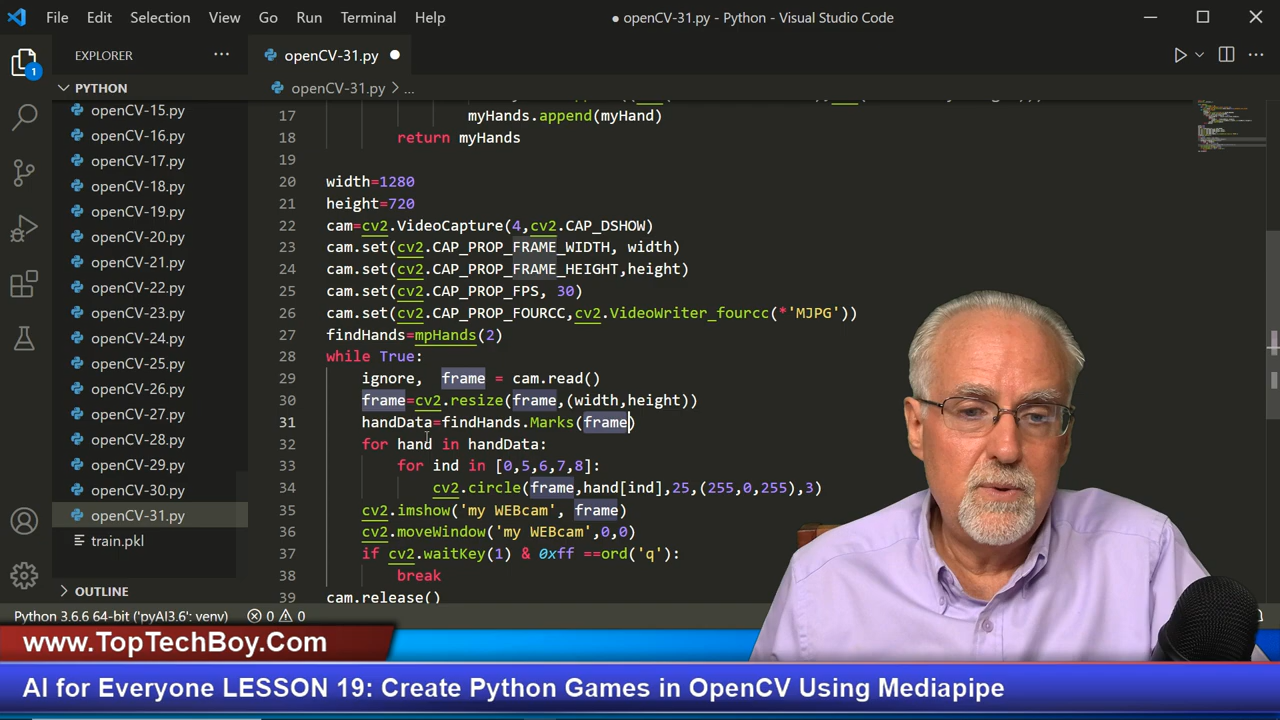 File Edit Selection View Go Run Terminal Help
● openCV-31.py - Python - Visual Studio Code
EXPLORER
openCV-31.py
PYTHON
openCV-31.py > ...
openCV-15.py
openCV-16.py
openCV-17.py
openCV-18.py
openCV-19.py
openCV-20.py
openCV-21.py
openCV-22.py
openCV-23.py
openCV-24.py
openCV-25.py
openCV-26.py
openCV-27.py
openCV-28.py
openCV-29.py
openCV-30.py
openCV-31.py
train.pkl
OUTLINE
1
17 myHands.append(myHand)
18 return myHands
19
20 width=1280
21 height=720
22 cam=cv2.VideoCapture(4,cv2.CAP_DSHOW)
23 cam.set(cv2.CAP_PROP_FRAME_WIDTH, width)
24 cam.set(cv2.CAP_PROP_FRAME_HEIGHT,height)
25 cam.set(cv2.CAP_PROP_FPS, 30)
26 cam.set(cv2.CAP_PROP_FOURCC,cv2.VideoWriter_fourcc(*'MJPG'))
27 findHands=mpHands(2)
28 while True:
29 ignore,  frame = cam.read()
30 frame=cv2.resize(frame,(width,height))
31 handData=findHands.Marks(frame)
32 for hand in handData:
33 for ind in [0,5,6,7,8]:
34 cv2.circle(frame,hand[ind],25,(255,0,255),3)
35 cv2.imshow('my WEBcam', frame)
36 cv2.moveWindow('my WEBcam',0,0)
37 if cv2.waitKey(1) & 0xff ==ord('q'):
38 break
39 cam.release()
Python 3.6.6 64-bit ('pyAI3.6': venv) 0 0
www.TopTechBoy.Com
AI for Everyone LESSON 19: Create Python Games in OpenCV Using Mediapipe